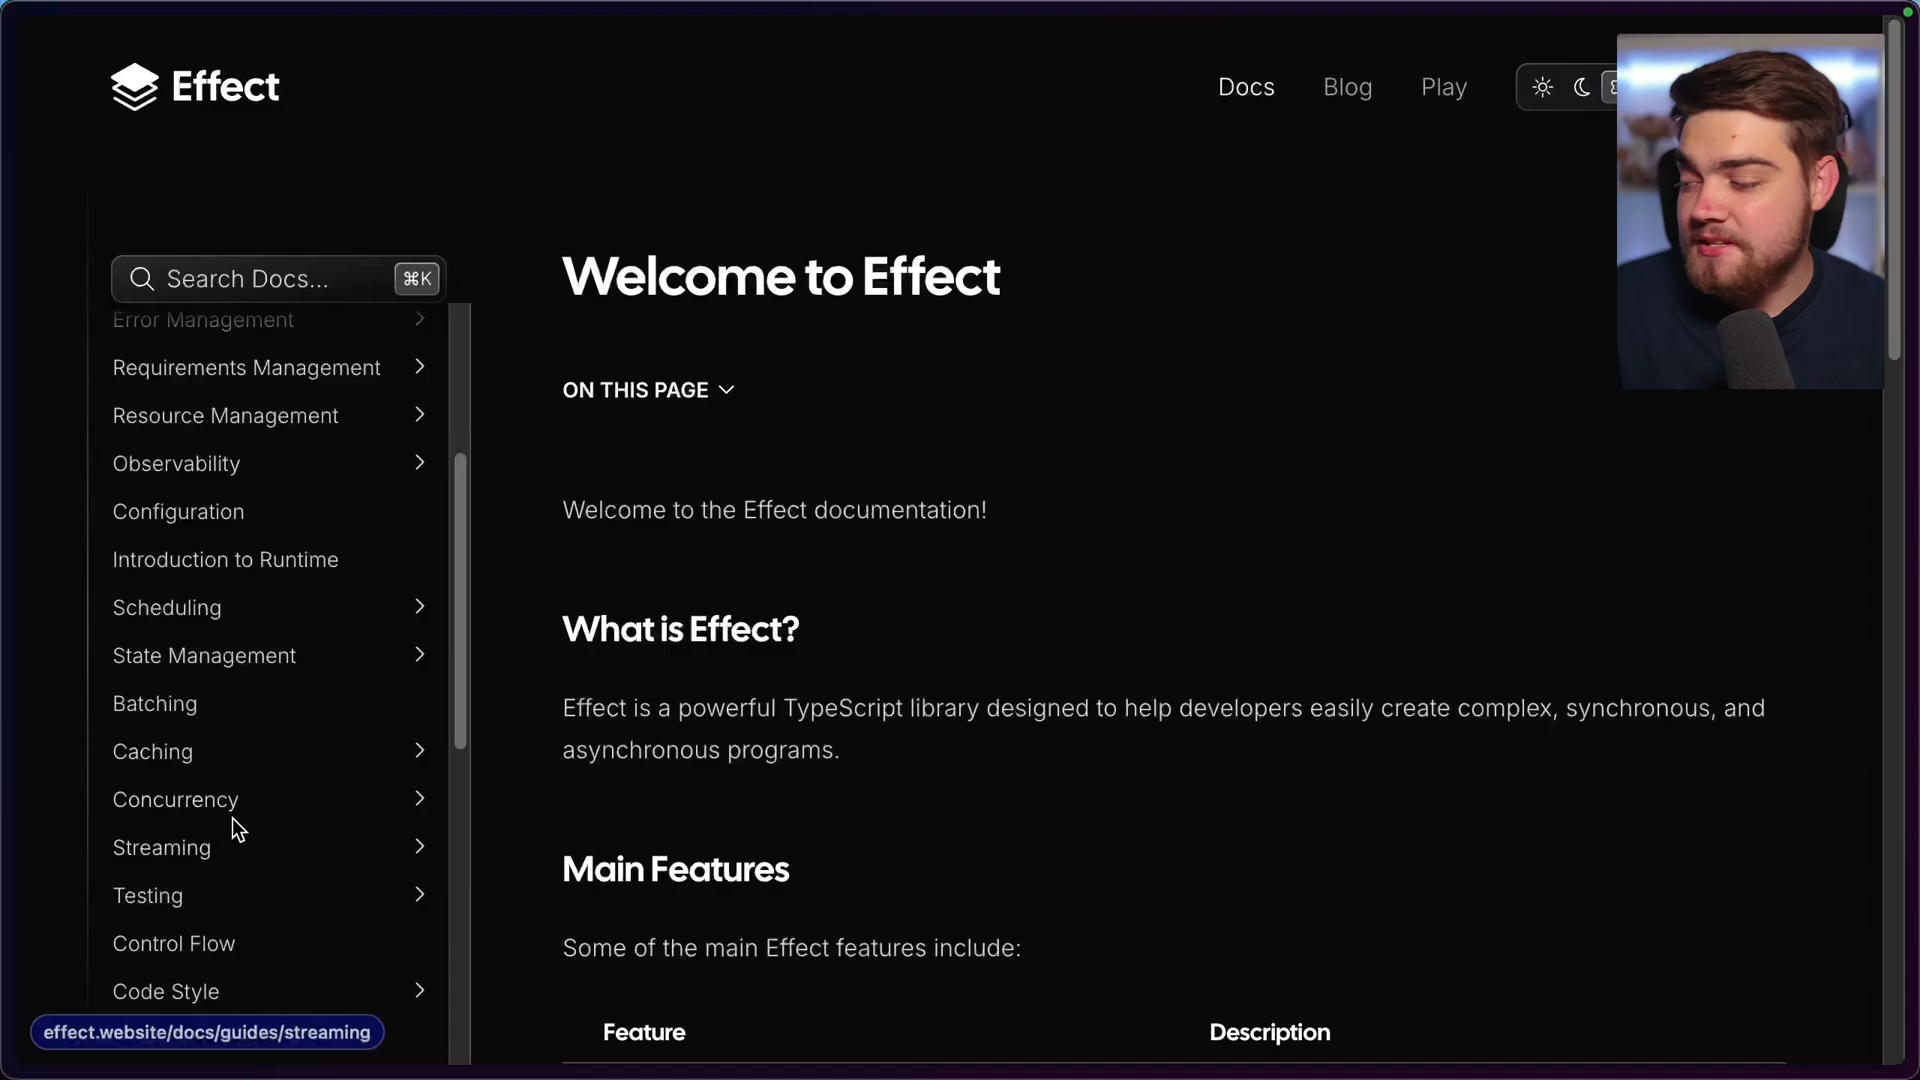 Effect
Docs
Blog
Play
Search Docs...
⌘K
Error Management
Requirements Management
Resource Management
Observability
Configuration
Introduction to Runtime
Scheduling
State Management
Batching
Caching
Concurrency
Streaming
Testing
Control Flow
Code Style
effect.website/docs/guides/streaming
Welcome to Effect
ON THIS PAGE
Welcome to the Effect documentation!
What is Effect?
Effect is a powerful TypeScript library designed to help developers easily create complex, synchronous, and
asynchronous programs.
Main Features
Some of the main Effect features include:
Feature
Description